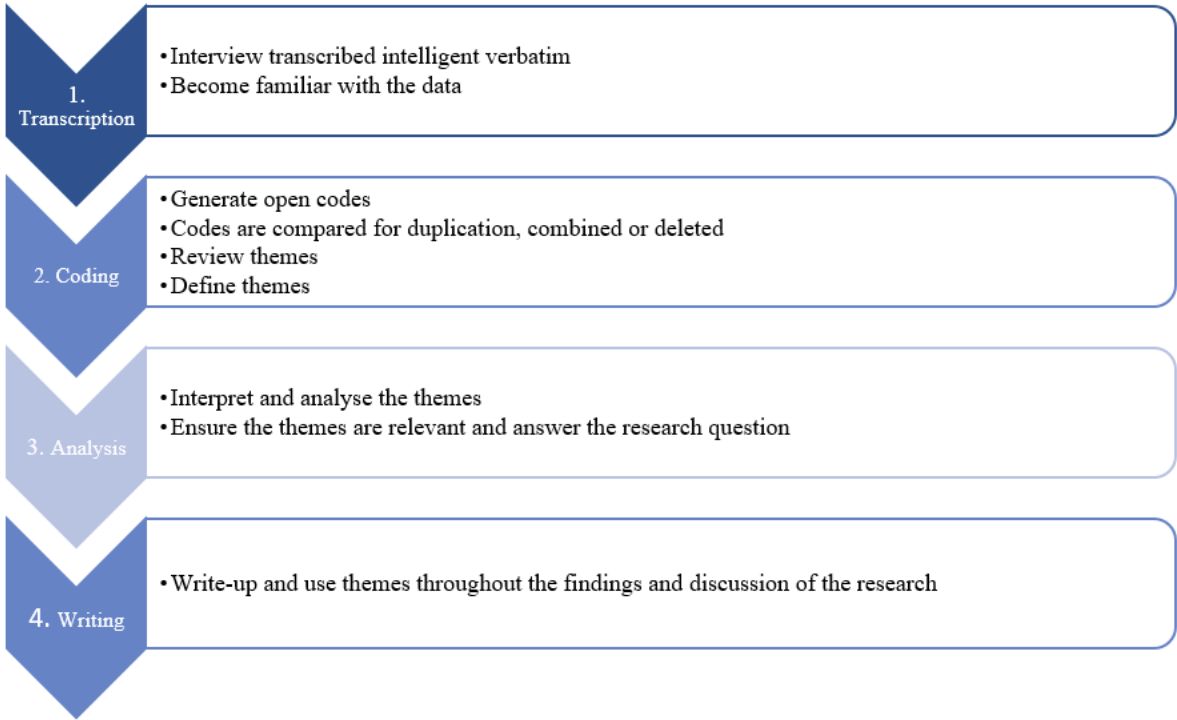 1.
Transcription
•Interview transcribed intelligent verbatim
•Become familiar with the data
2. Coding
•Generate open codes
•Codes are compared for duplication, combined or deleted
•Review themes
•Define themes
3. Analysis
•Interpret and analyse the themes
•Ensure the themes are relevant and answer the research question
4. Writing
•Write-up and use themes throughout the findings and discussion of the research